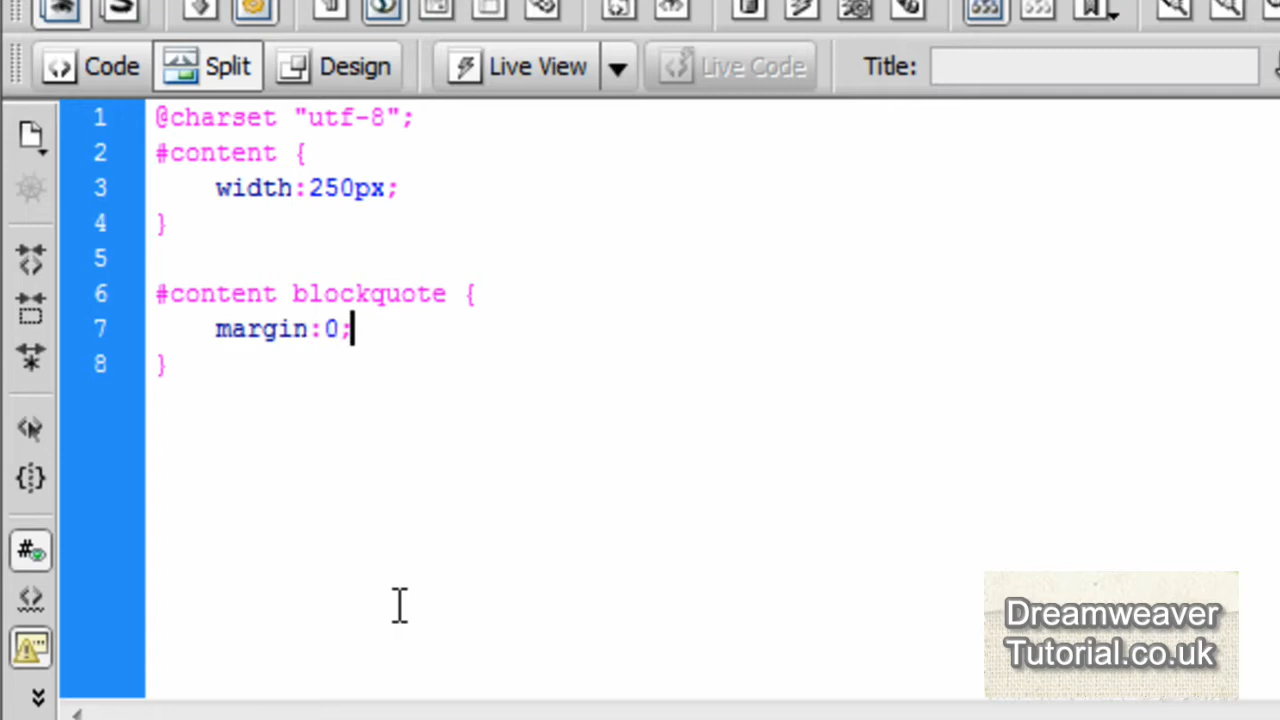 Code Split Design Live View Live Code Title:
1 @charset "utf-8";
2 #content {
3 width:250px;
4 }
5
6 #content blockquote {
7 margin:0;
8 }
Dreamweaver
Tutorial.co.uk